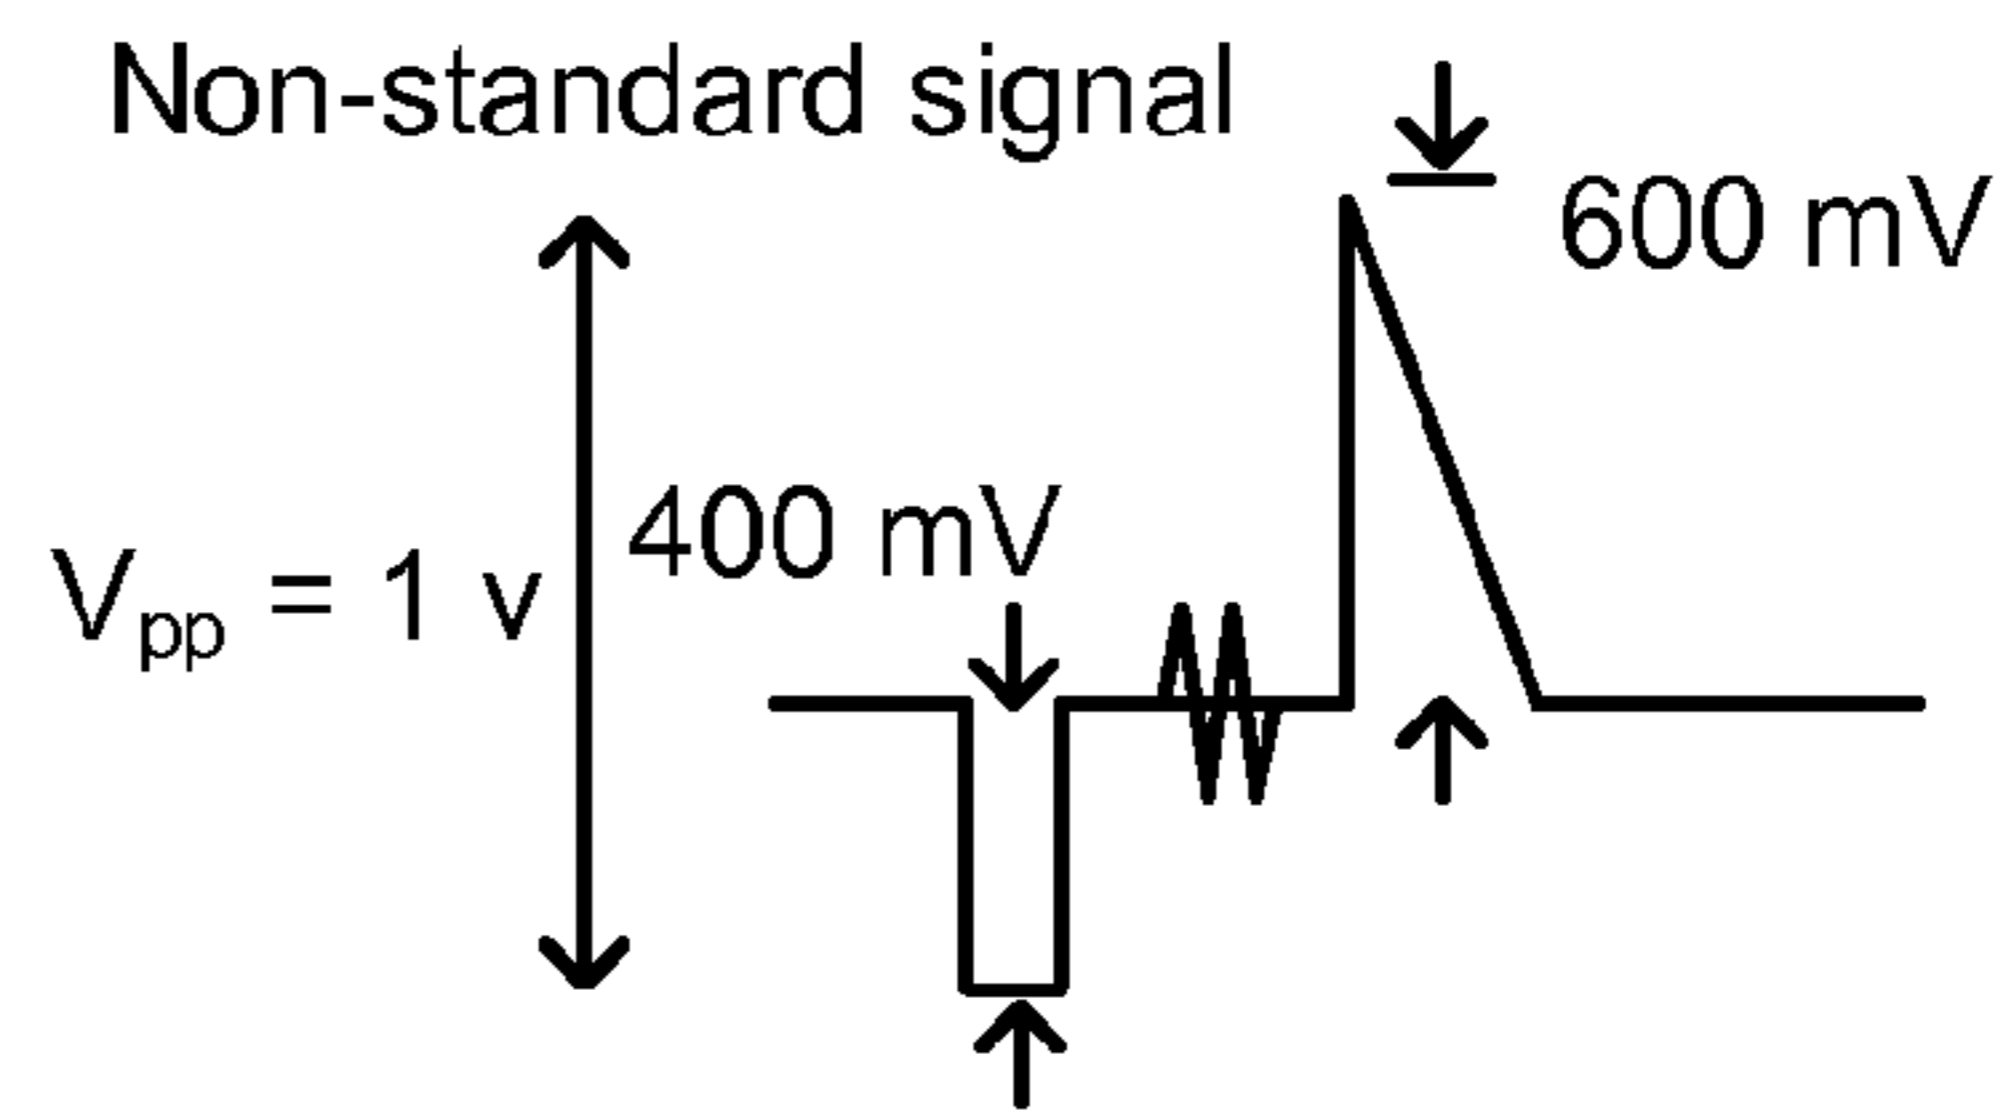 Non-standard signal
600 mV
400 mV
Vpp = 1 v